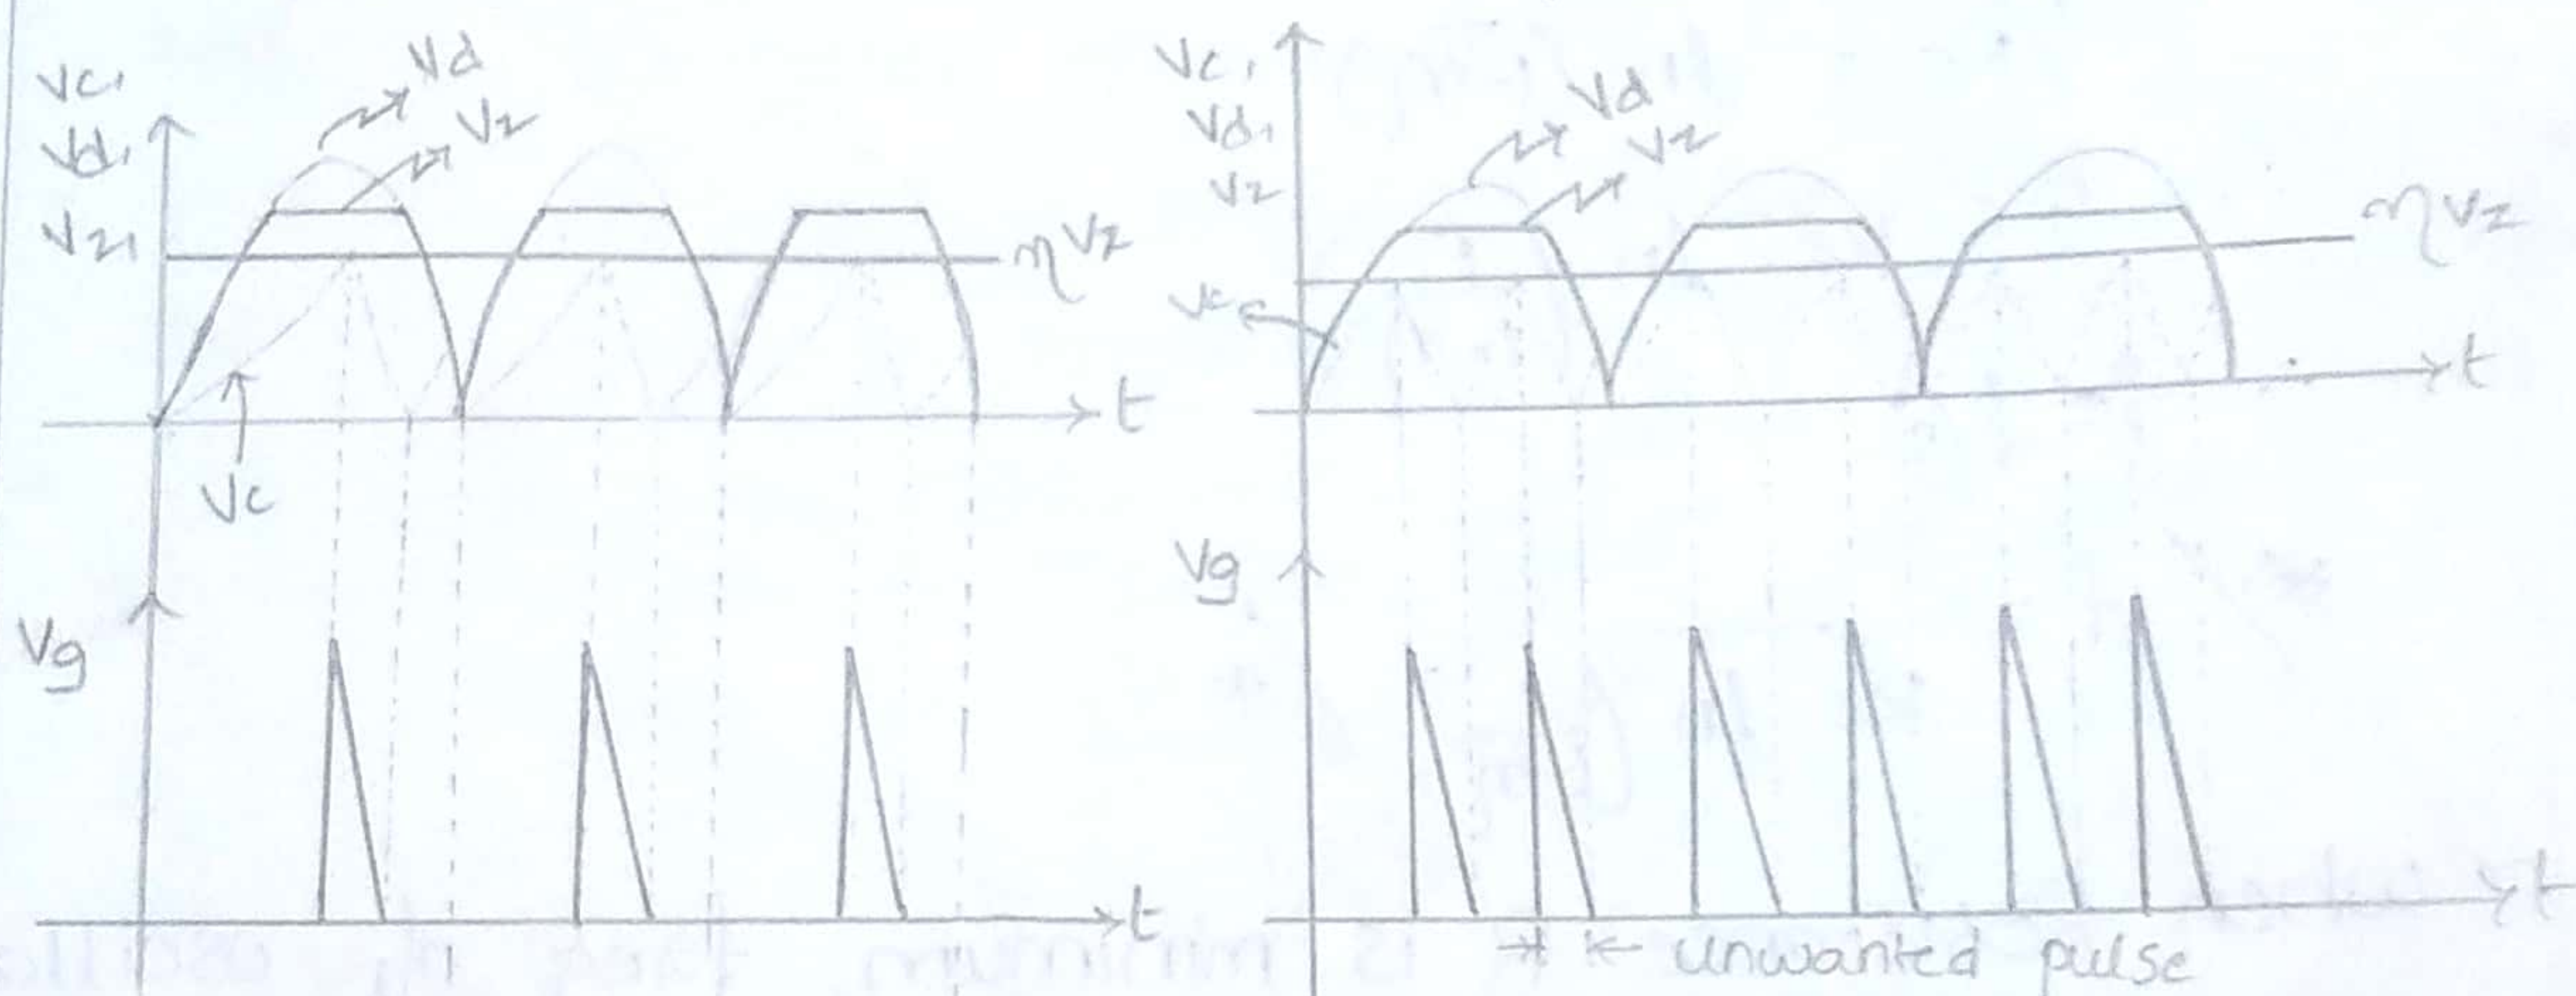 Vc,
Vd,
Vz,
Vd
Vz
ηVz
t
Vc
Vg
t
Vc,
Vd,
Vz
Vd
Vz
ηVz
Vc
t
Vg
t
unwanted pulse